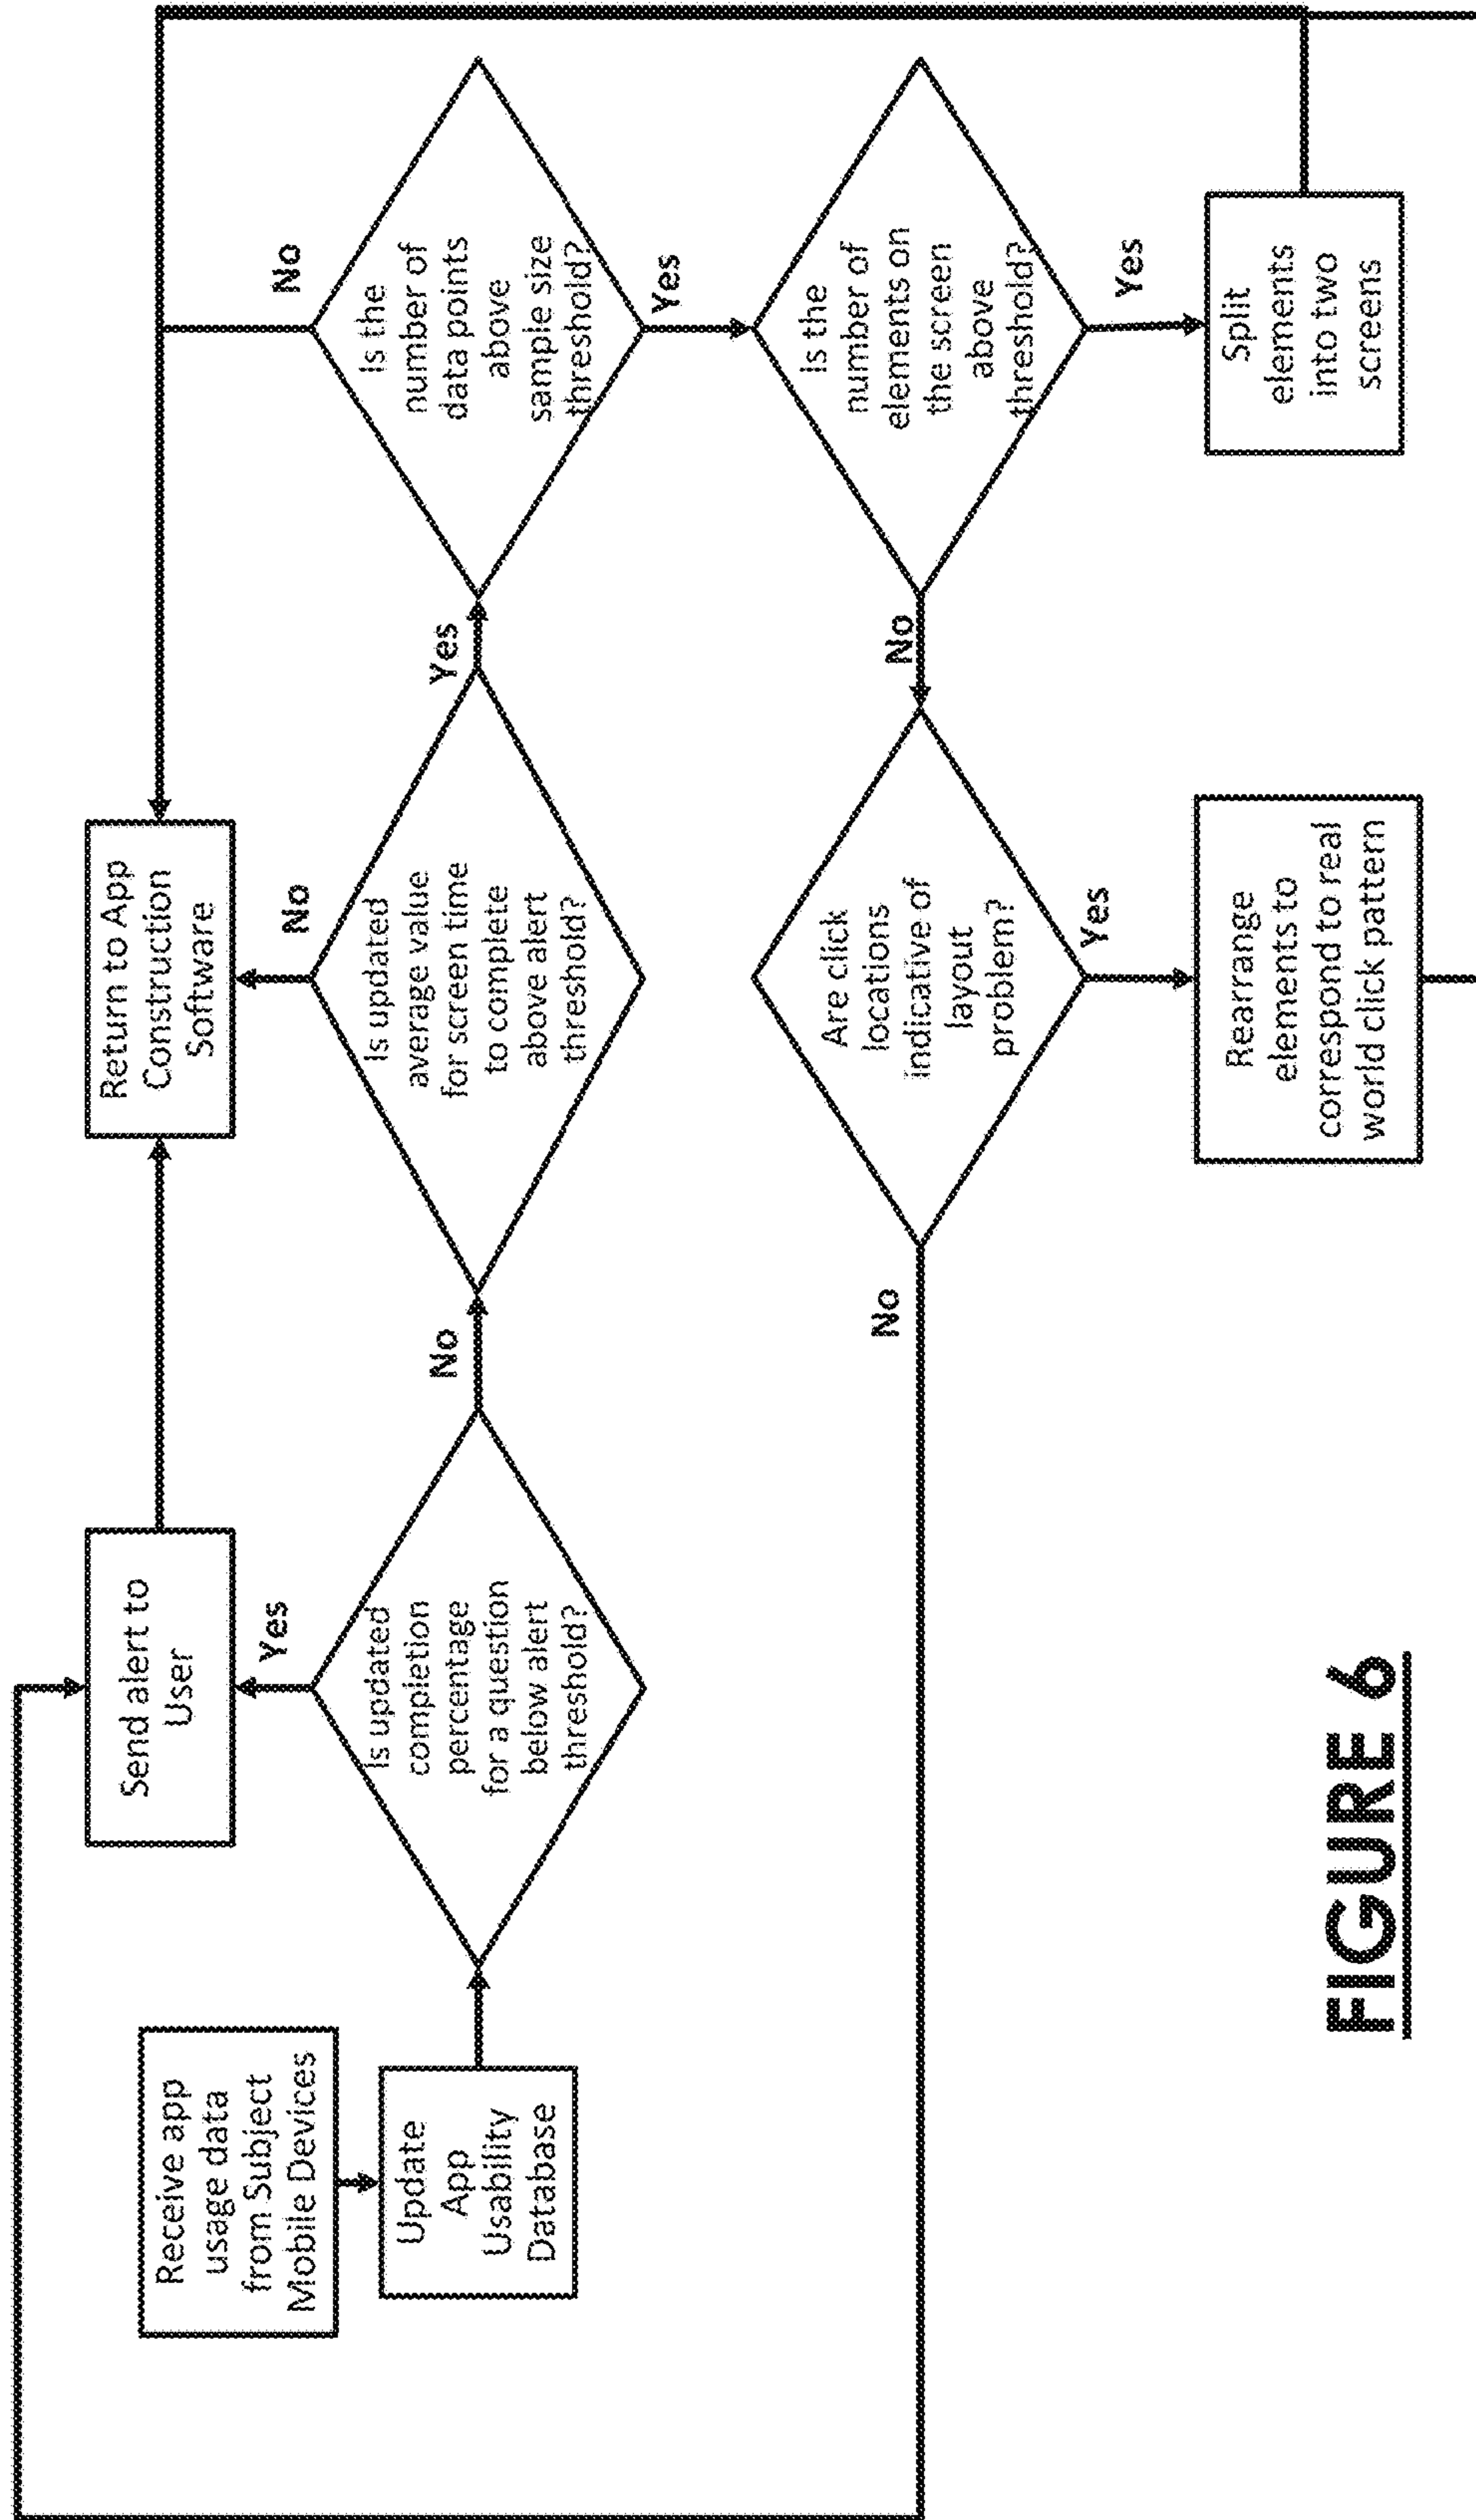 Receive app
usage data
from Subject
Mobile Devices
Update
App
Usability
Database
Send alert to
User
Yes
Is updated
completion
percentage
for a question
below alert
threshold?
No
Return to App
Construction
Software
No
Is updated
average value
for screen time
to complete
above alert
threshold?
Yes
No
Is the
number of
data points
above
sample size
threshold?
Yes
Is the
number of
elements on
the screen
above
threshold?
Yes
Split
elements
into two
screens
No
Are click
locations
indicative of
layout
problem?
No
Yes
Rearrange
elements to
correspond to real
world click pattern
FIGURE 6